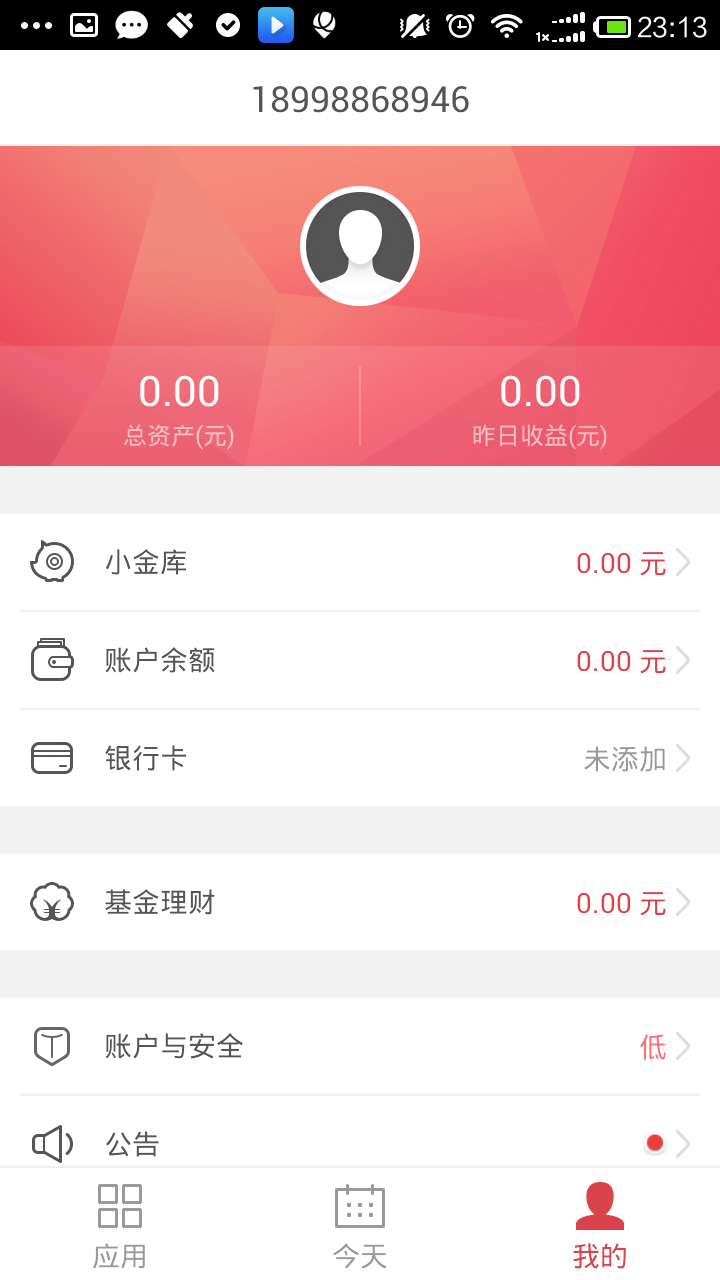 23:13
18998868946
0.00 0.00
总资产(元) 昨日收益(元)
小金库 0.00 元
账户余额 0.00 元
银行卡 未添加
基金理财 0.00 元
账户与安全 低
公告
应用 今天 我的